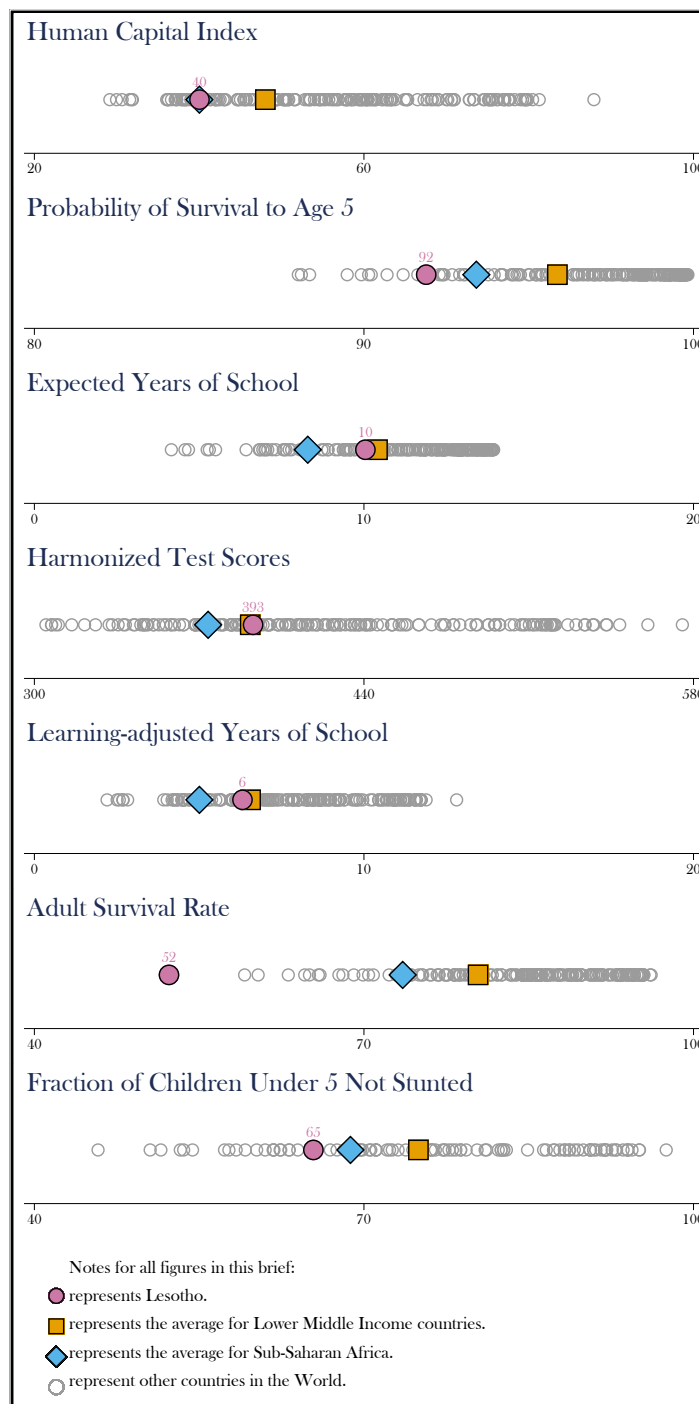 Human Capital Index
40
20 60 100
Probability of Survival to Age 5
92
80 90 100
Expected Years of School
10
0 10 20
Harmonized Test Scores
393
300 440 580
Learning-adjusted Years of School
6
0 10 20
Adult Survival Rate
52
40 70 100
Fraction of Children Under 5 Not Stunted
65
40 70 100
Notes for all figures in this brief:
represents Lesotho.
represents the average for Lower Middle Income countries.
represents the average for Sub-Saharan Africa.
represent other countries in the World.